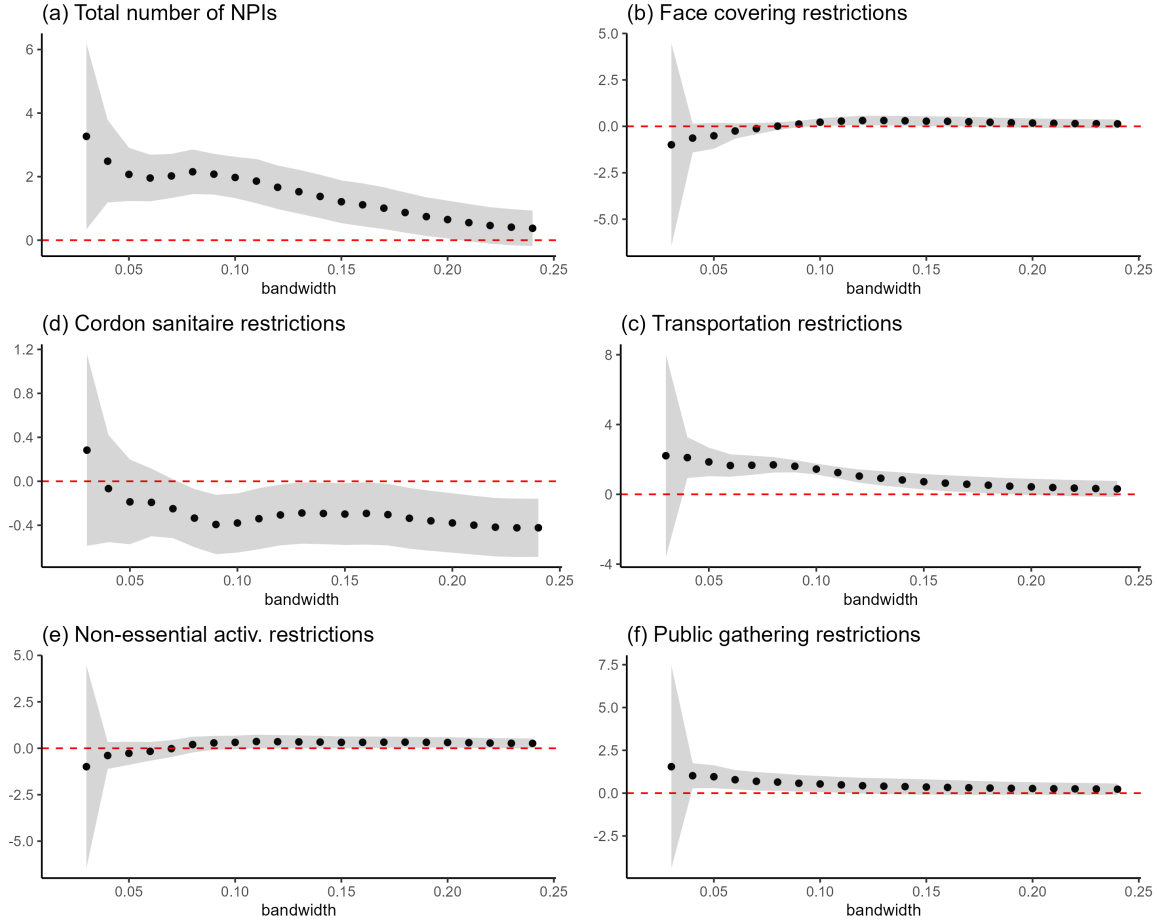 (a) Total number of NPIs
6
4
2
0
0.05 0.10 0.15 0.20 0.25
bandwidth
(b) Face covering restrictions
5.0
2.5
0.0
-2.5
-5.0
0.05 0.10 0.15 0.20 0.25
bandwidth
(d) Cordon sanitaire restrictions
1.2
0.8
0.4
0.0
-0.4
0.05 0.10 0.15 0.20 0.25
bandwidth
(c) Transportation restrictions
8
4
0
-4
0.05 0.10 0.15 0.20 0.25
bandwidth
(e) Non-essential activ. restrictions
5.0
2.5
0.0
-2.5
-5.0
0.05 0.10 0.15 0.20 0.25
bandwidth
(f) Public gathering restrictions
7.5
5.0
2.5
0.0
-2.5
0.05 0.10 0.15 0.20 0.25
bandwidth